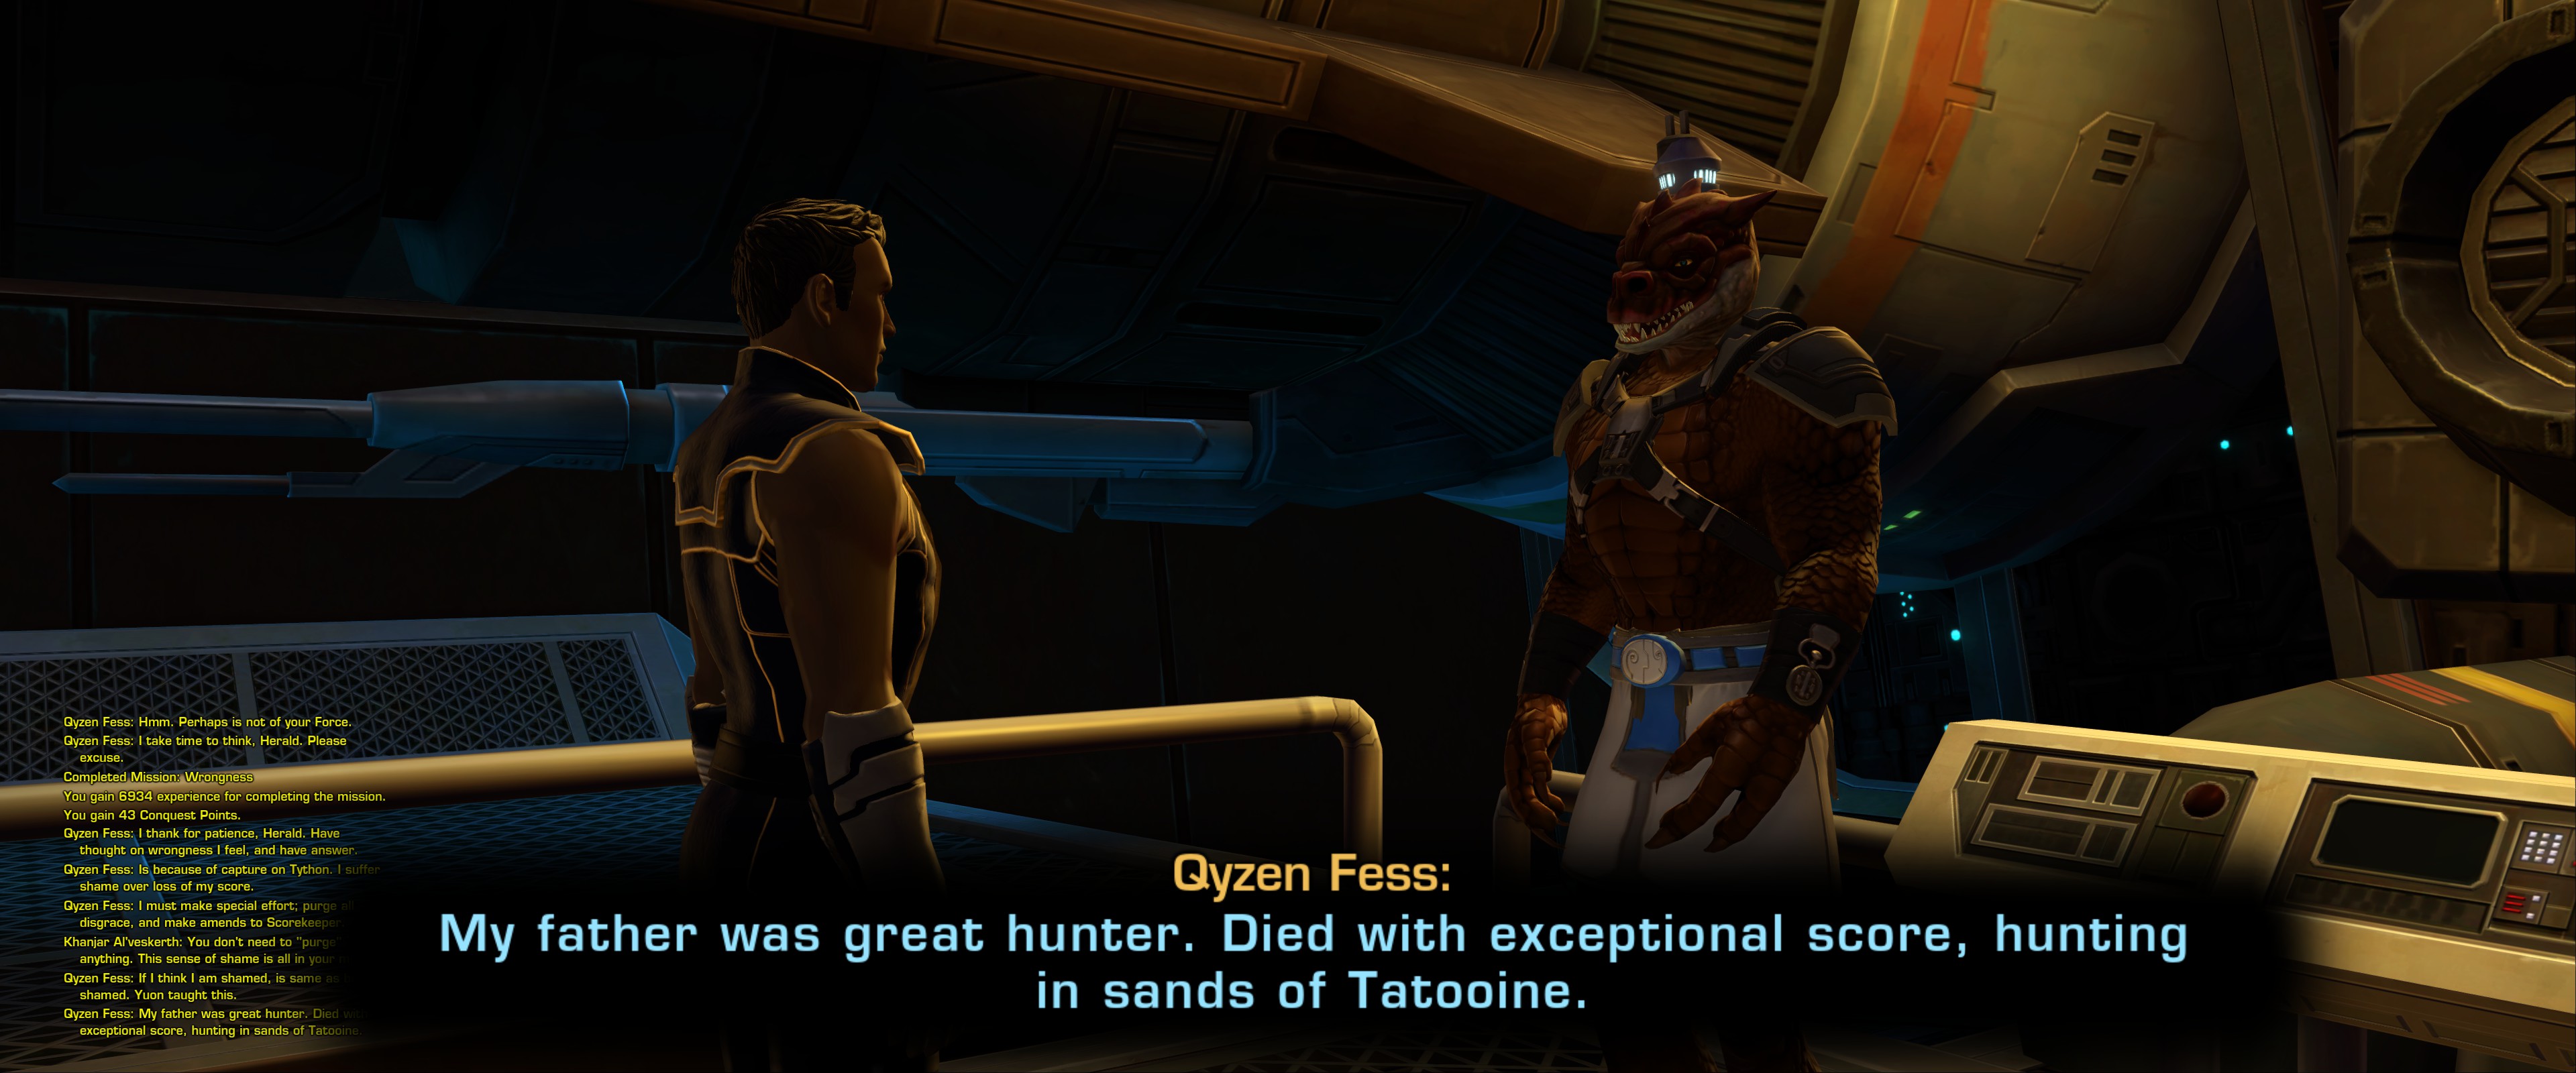 Qyzen Fess: Hmm. Perhaps is not of your Force.
Qyzen Fess: I take time to think, Herald. Please
excuse.
Completed Mission: Wrongness
You gain 6934 experience for completing the mission.
You gain 43 Conquest Points.
Qyzen Fess: I thank for patience, Herald. Have
thought on wrongness I feel, and have answer.
Qyzen Fess: Is because of capture on Tython. I suffer
shame over loss of my score.
Qyzen Fess: I must make special effort; purge all
disgrace, and make amends to Scorekeeper.
Khanjar Al'veskerth: You don't need to "purge"
anything. This sense of shame is all in your
Qyzen Fess: If I think I am shamed, is same as
shamed. Yuon taught this.
Qyzen Fess: My father was great hunter. Died with
exceptional score, hunting in sands of Tatooine.
Qyzen Fess:
My father was great hunter. Died with exceptional score, hunting
in sands of Tatooine.